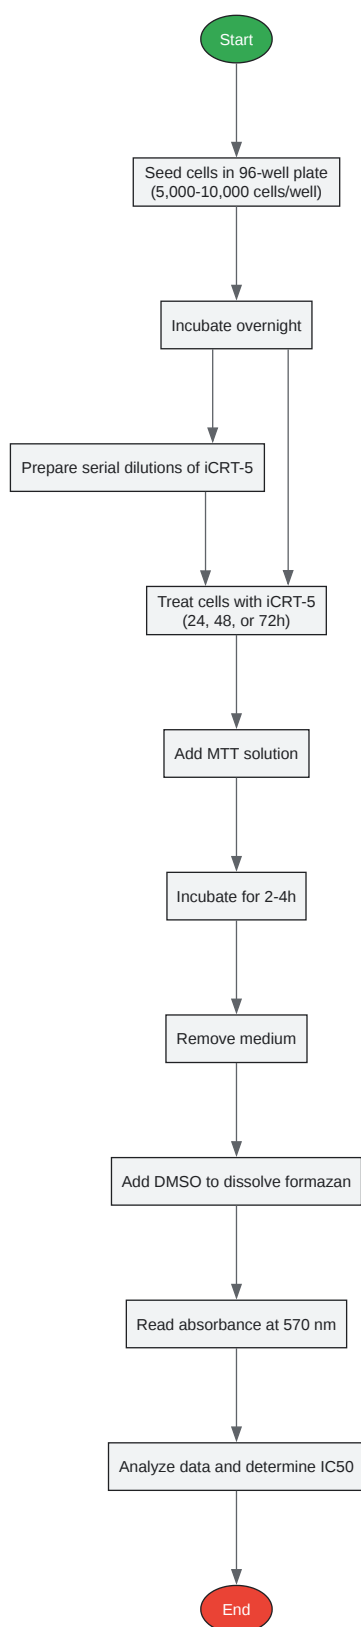 Start
Seed cells in 96-well plate
(5,000-10,000 cells/well)
Incubate overnight
Prepare serial dilutions of iCRT-5
Treat cells with iCRT-5
(24, 48, or 72h)
Add MTT solution
Incubate for 2-4h
Remove medium
Add DMSO to dissolve formazan
Read absorbance at 570 nm
Analyze data and determine IC50
End